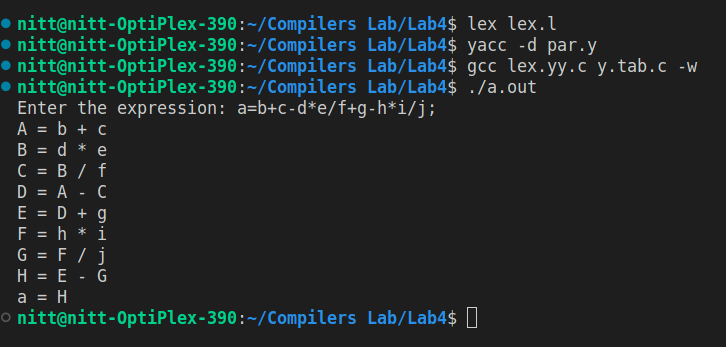 nitt@nitt-OptiPlex-390:~/Compilers Lab/Lab4$ lex lex.l
nitt@nitt-OptiPlex-390:~/Compilers Lab/Lab4$ yacc -d par.y
nitt@nitt-OptiPlex-390:~/Compilers Lab/Lab4$ gcc lex.yy.c y.tab.c -w
nitt@nitt-OptiPlex-390:~/Compilers Lab/Lab4$ ./a.out
Enter the expression: a=b+c-d*e/f+g-h*i/j;
A = b + c
B = d * e
C = B / f
D = A - C
E = D + g
F = h * i
G = F / j
H = E - G
a = H
nitt@nitt-OptiPlex-390:~/Compilers Lab/Lab4$